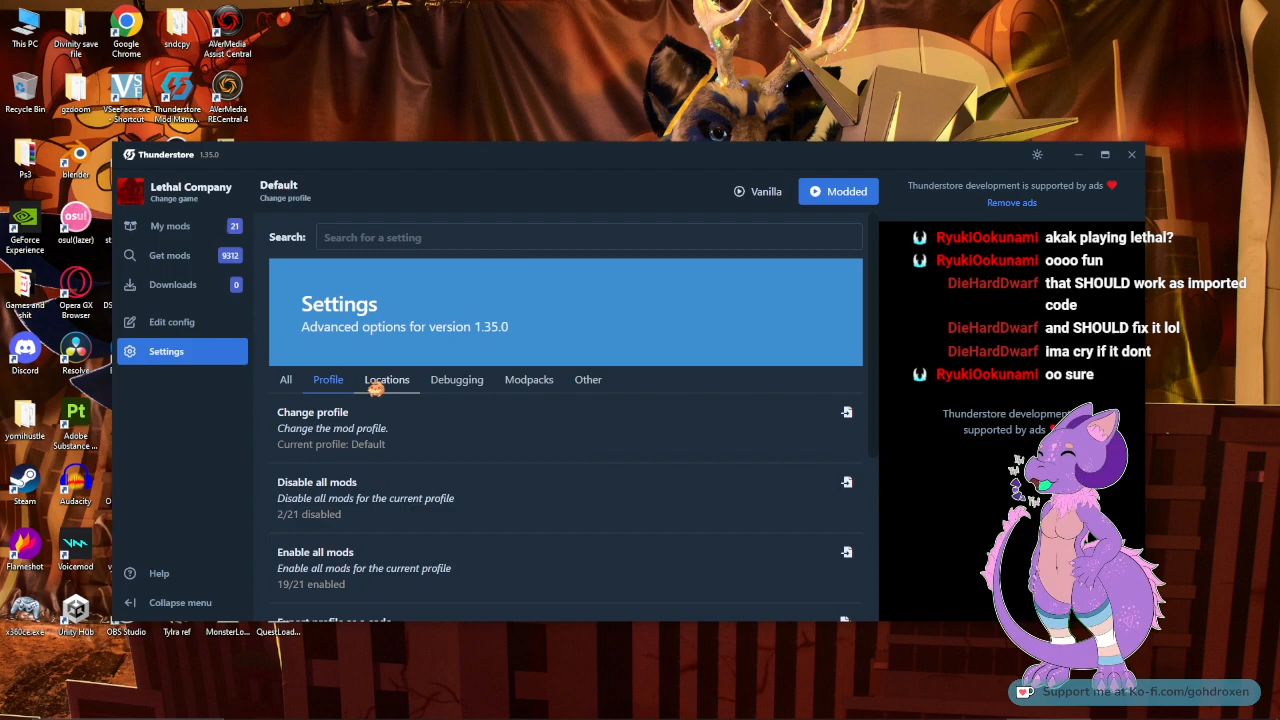 This PC
Divinity save
file
Google
Chrome
sndcpy
AVerMedia
Assist Central
Recycle Bin
gzdoom
VSeeFace.exe
- Shortcut
Thunderstore
Mod Mana...
AVerMedia
RECentral 4
Thunderstore 1.35.0
Ps3
blender
Lethal Company
Change game
Default
Change profile
Vanilla
Modded
Thunderstore development is supported by ads
Remove ads
GeForce
Experience
osu!
osu!(lazer)
My mods 21
Get mods 9312
Downloads 0
Edit config
Settings
Help
Collapse menu
Search: Search for a setting
Settings
Advanced options for version 1.35.0
All
Profile
Locations
Debugging
Modpacks
Other
Change profile
Change the mod profile.
Current profile: Default
Disable all mods
Disable all mods for the current profile
2/21 disabled
Enable all mods
Enable all mods for the current profile
19/21 enabled
RyukiOokunami akak playing lethal?
RyukiOokunami oooo fun
DieHardDwarf that SHOULD work as imported
code
DieHardDwarf and SHOULD fix it lol
DieHardDwarf ima cry if it dont
RyukiOokunami oo sure
Games and
shit
Opera GX
Browser
Discord
Resolve
yomihustle
Pt
Adobe
Substance ...
Steam
Audacity
Flameshot
Voicemod
x360ce.exe
Unity Hub
OBS Studio
Tylra ref
MonsterLo...
QuestLoad...
Support me at Ko-fi.com/gohdroxen